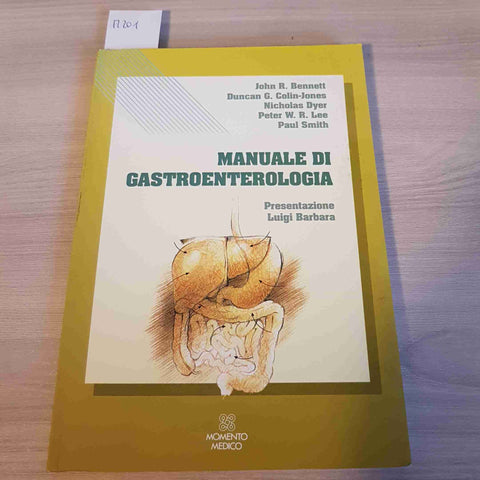 John R. Bennett
Duncan G. Colin-Jones
Nicholas Dyer
Peter W. R. Lee
Paul Smith
MANUALE DI
GASTROENTEROLOGIA
Presentazione
Luigi Barbara
MOMENTO
MEDICO